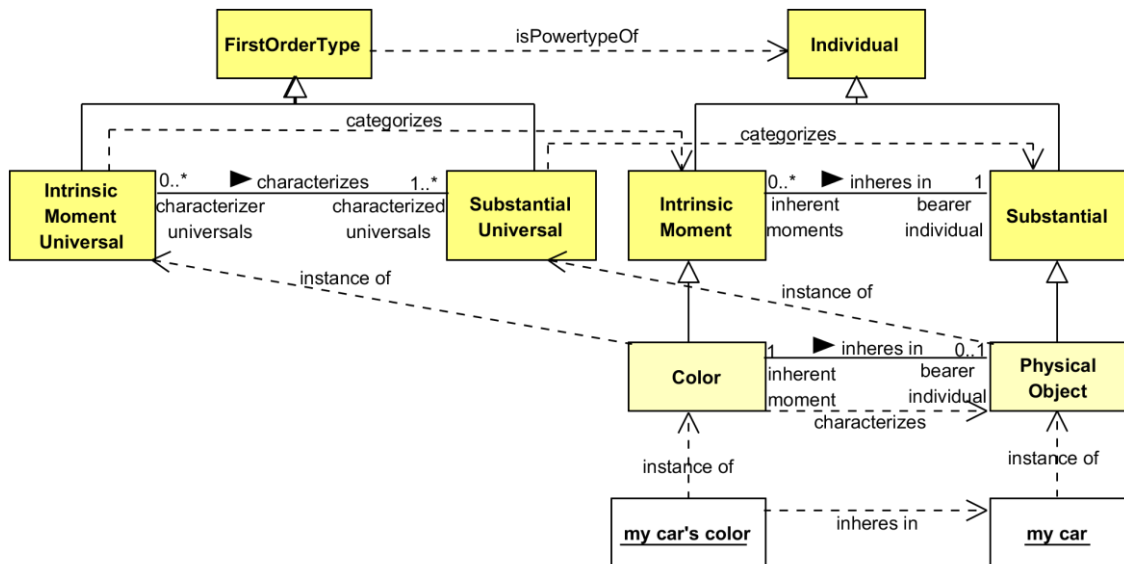 FirstOrderType
isPowertypeOf
Individual
categorizes
categorizes
Intrinsic
Moment
Universal
0..*
characterizes
1..*
characterizer
universals
characterized
universals
Substantial
Universal
Intrinsic
Moment
0..*
inheres in
1
inherent
moments
bearer
individual
Substantial
instance of
instance of
Color
1
inheres in
0..1
inherent
moment
bearer
individual
characterizes
Physical
Object
instance of
instance of
my car's color
inheres in
my car